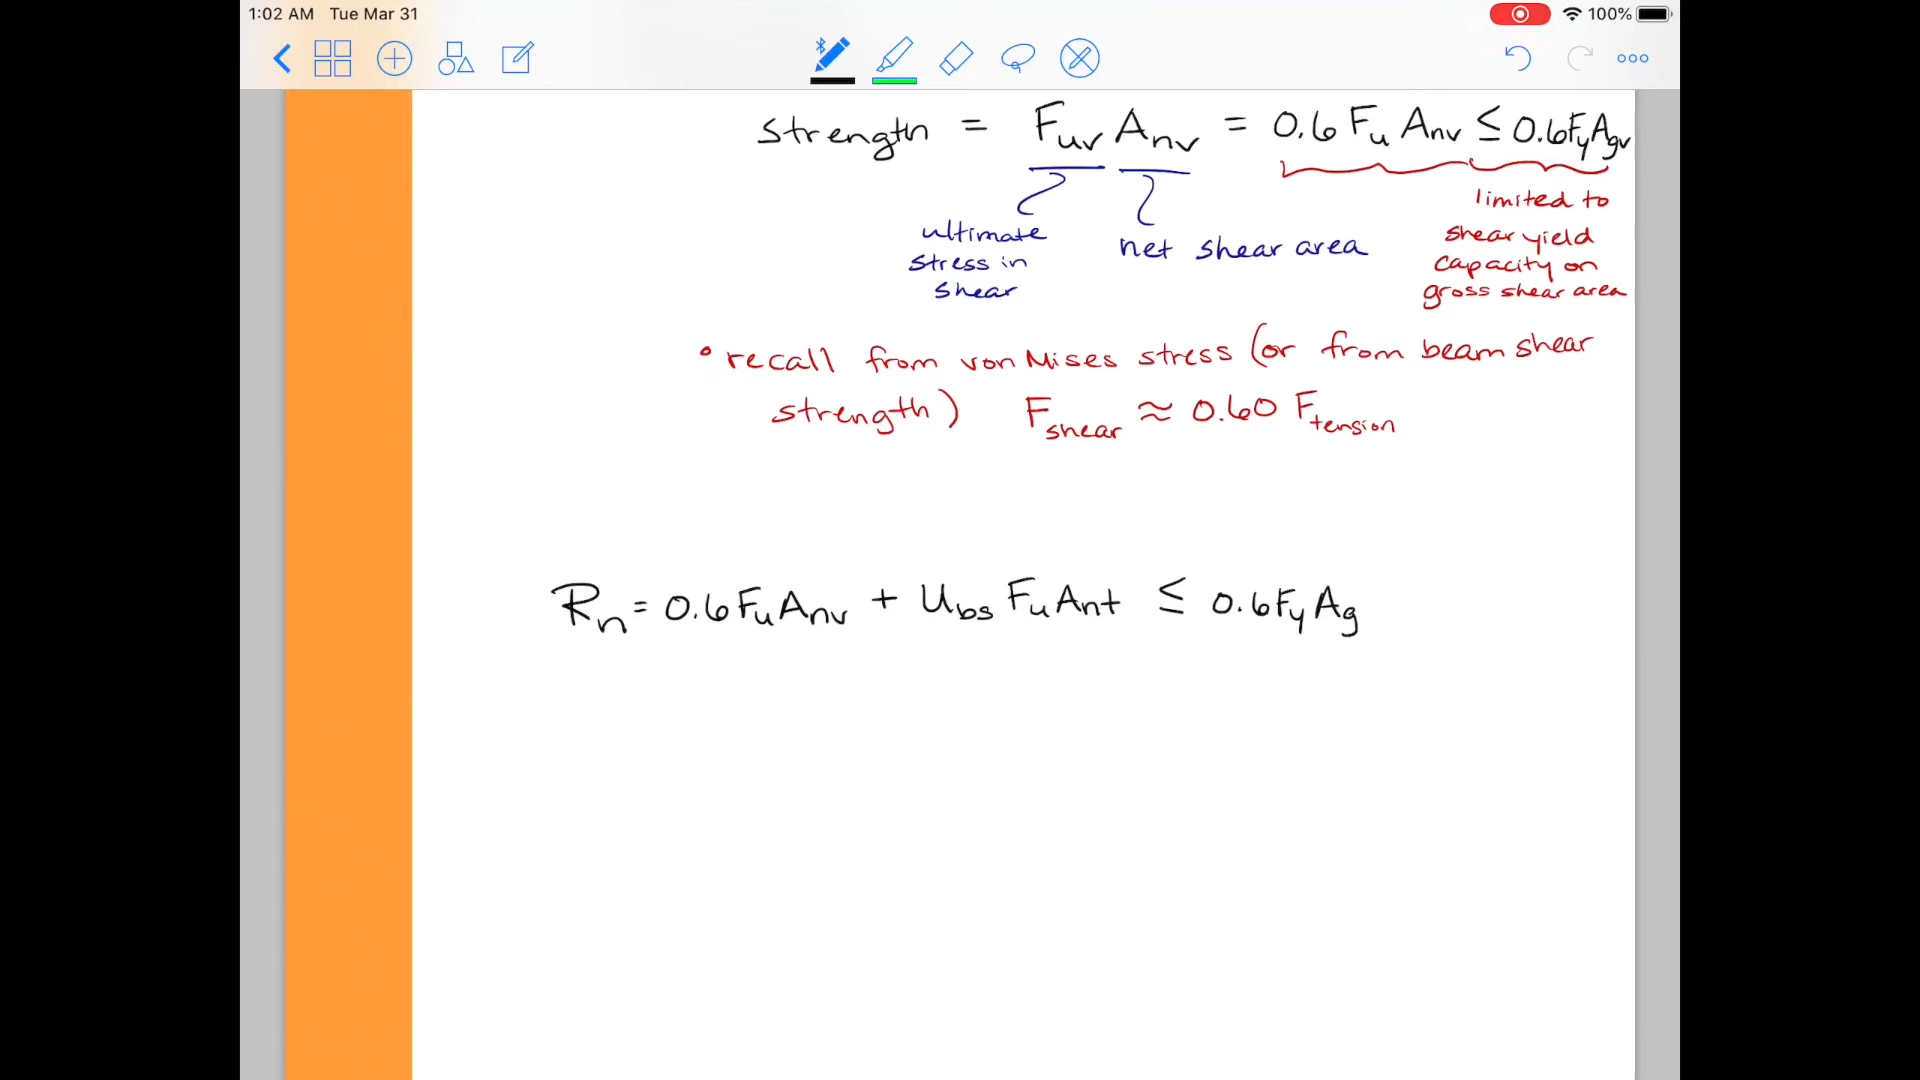 1:02 AM Tue Mar 31 100%
strength = Fuv Anv = 0.6 Fu Anv ≤ 0.6FyAgv
limited to
shear yield
capacity on
gross shear area
ultimate
stress in
shear
net shear area
• recall from von Mises stress (or from beam shear
strength) Fshear ≈ 0.60 Ftension
Rn = 0.6FuAnv + Ubs FuAnt ≤ 0.6FyAg